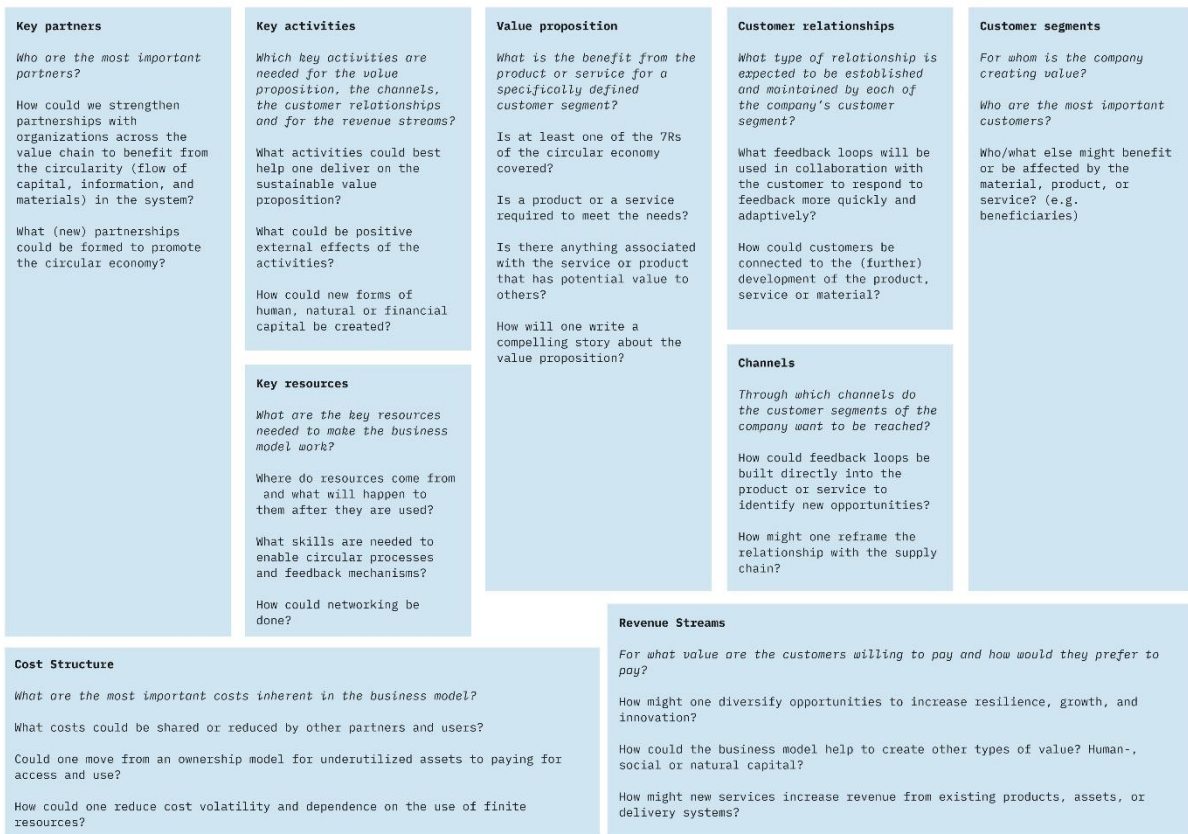 Key partners
Who are the most important
partners?
How could we strengthen
partnerships with
organizations across the
value chain to benefit from
the circularity (flow of
capital, information, and
materials) in the system?
What (new) partnerships
could be formed to promote
the circular economy?
Key activities
Which key activities are
needed for the value
proposition, the channels,
the customer relationships
and for the revenue streams?
What activities could best
help one deliver on the
sustainable value
proposition?
What could be positive
external effects of the
activities?
How could new forms of
human, natural or financial
capital be created?
Key resources
What are the key resources
needed to make the business
model work?
Where do resources come from
and what will happen to
them after they are used?
What skills are needed to
enable circular processes
and feedback mechanisms?
How could networking be
done?
Value proposition
What is the benefit from the
product or service for a
specifically defined
customer segment?
Is at least one of the 7Rs
of the circular economy
covered?
Is a product or a service
required to meet the needs?
Is there anything associated
with the service or product
that has potential value to
others?
How will one write a
compelling story about the
value proposition?
Customer relationships
What type of relationship is
expected to be established
and maintained by each of
the company's customer
segment?
What feedback loops will be
used in collaboration with
the customer to respond to
feedback more quickly and
adaptively?
How could customers be
connected to the (further)
development of the product,
service or material?
Channels
Through which channels do
the customer segments of the
company want to be reached?
How could feedback loops be
built directly into the
product or service to
identify new opportunities?
How might one reframe the
relationship with the supply
chain?
Customer segments
For whom is the company
creating value?
Who are the most important
customers?
Who/what else might benefit
or be affected by the
material, product, or
service? (e.g.
beneficiaries)
Cost Structure
What are the most important costs inherent in the business model?
What costs could be shared or reduced by other partners and users?
Could one move from an ownership model for underutilized assets to paying for
access and use?
How could one reduce cost volatility and dependence on the use of finite
resources?
Revenue Streams
For what value are the customers willing to pay and how would they prefer to
pay?
How might one diversify opportunities to increase resilience, growth, and
innovation?
How could the business model help to create other types of value? Human-,
social or natural capital?
How might new services increase revenue from existing products, assets, or
delivery systems?